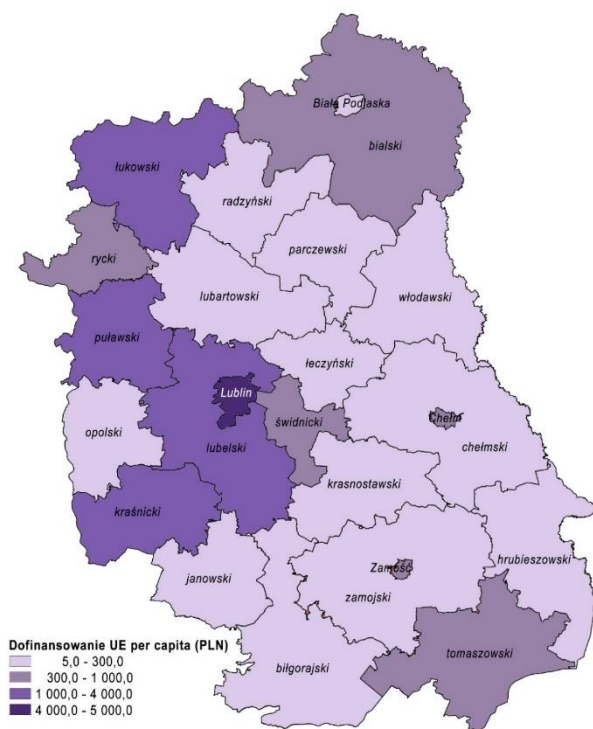 Biała Podlaska
bialski
łukowski
radzyński
parczewski
rycki
lubartowski
włodawski
puławski
łęczyński
Lublin
świdnicki
Chełm
opolski
lubelski
chełmski
krasnostawski
kraśnicki
hrubieszowski
Zamość
janowski
zamojski
tomaszowski
biłgorajski
Dofinansowanie UE per capita (PLN)
5,0 - 300,0
300,0 - 1 000,0
1 000,0 - 4 000,0
4 000,0 - 5 000,0